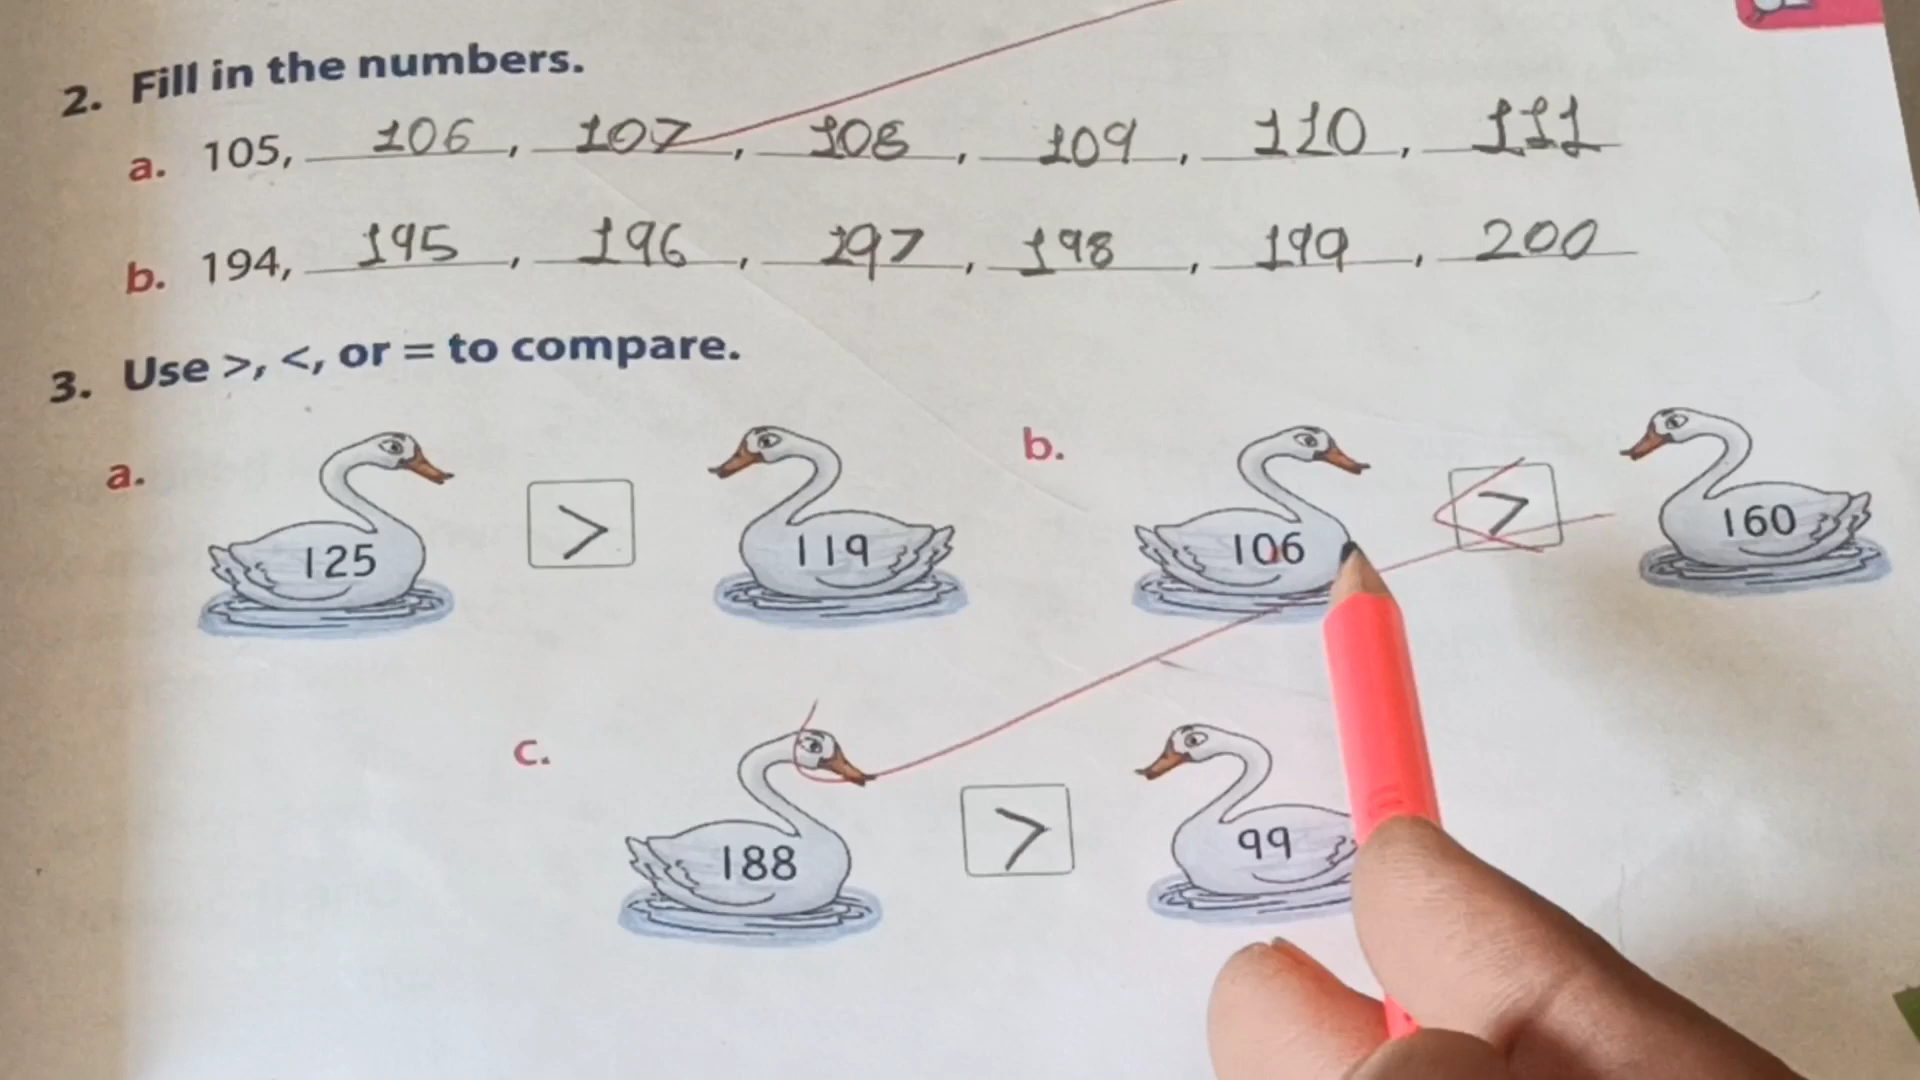 2. Fill in the numbers.
a. 105, 106, 107, 108, 109, 110, 111
b. 194, 195, 196, 197, 198, 199, 200
3. Use >, <, or = to compare.
a. 125 > 119
b. 106 > 160
c. 188 > 99